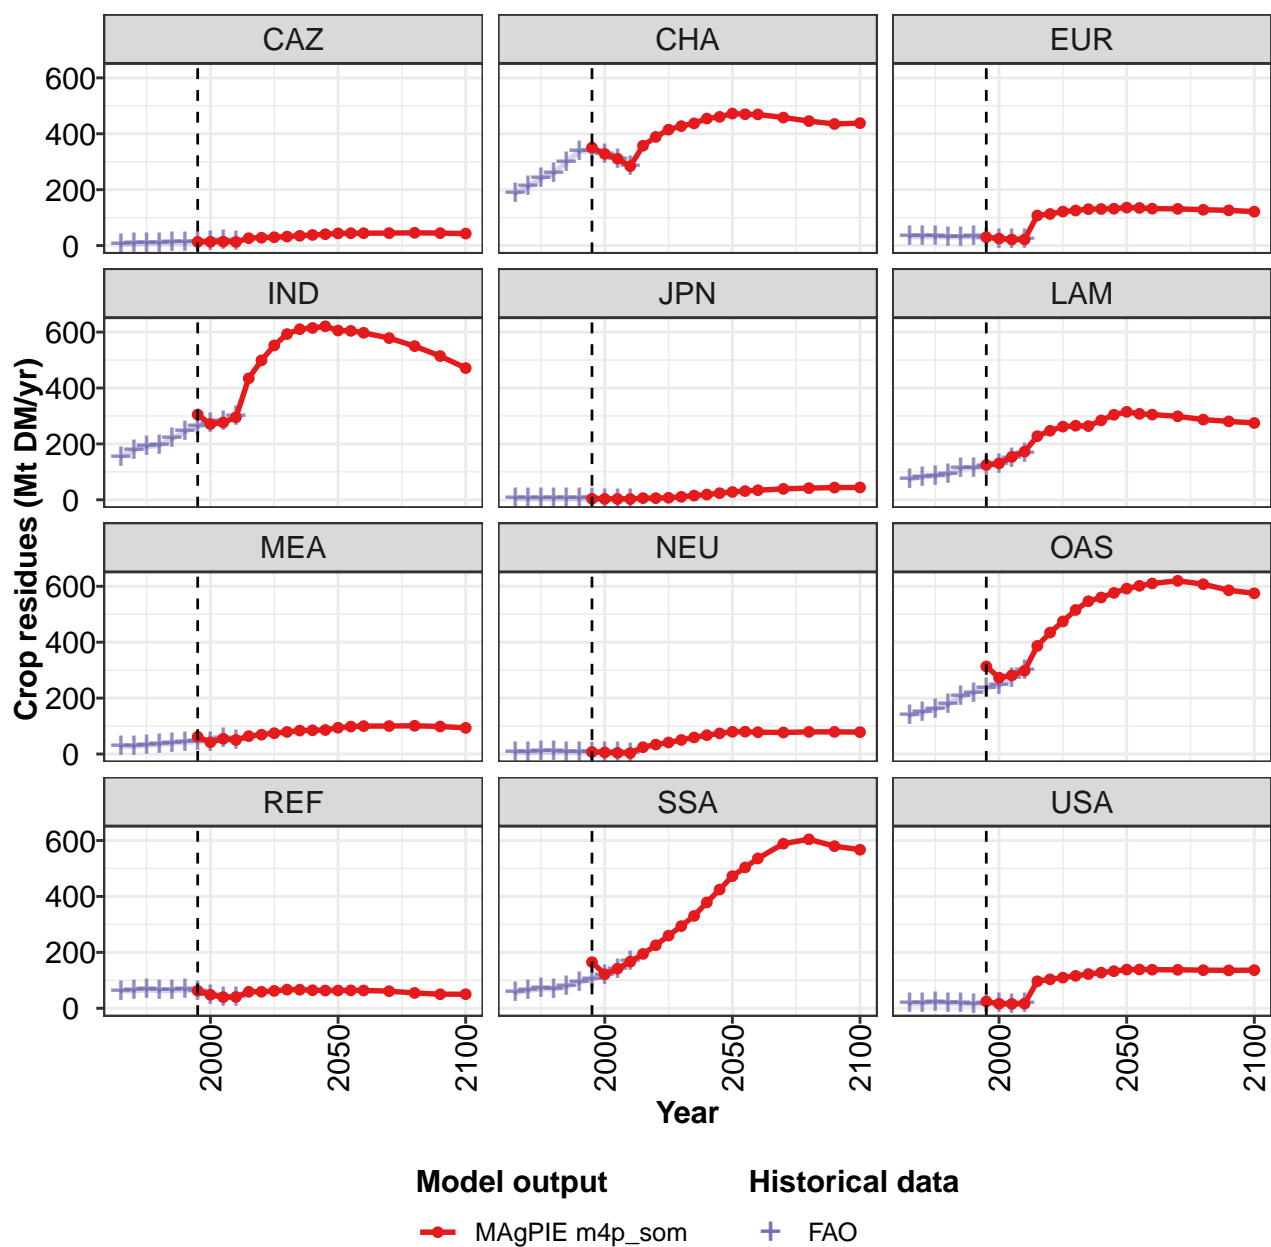 CAZ
CHA
EUR
600
400
200
0
IND
JPN
LAM
600
400
200
0
MEA
NEU
OAS
600
400
200
0
REF
SSA
USA
600
400
200
0
2000
2050
2100
2000
2050
2100
2000
2050
2100
Crop residues (Mt DM/yr)
Year
Model output
MAgPIE m4p_som
Historical data
FAO